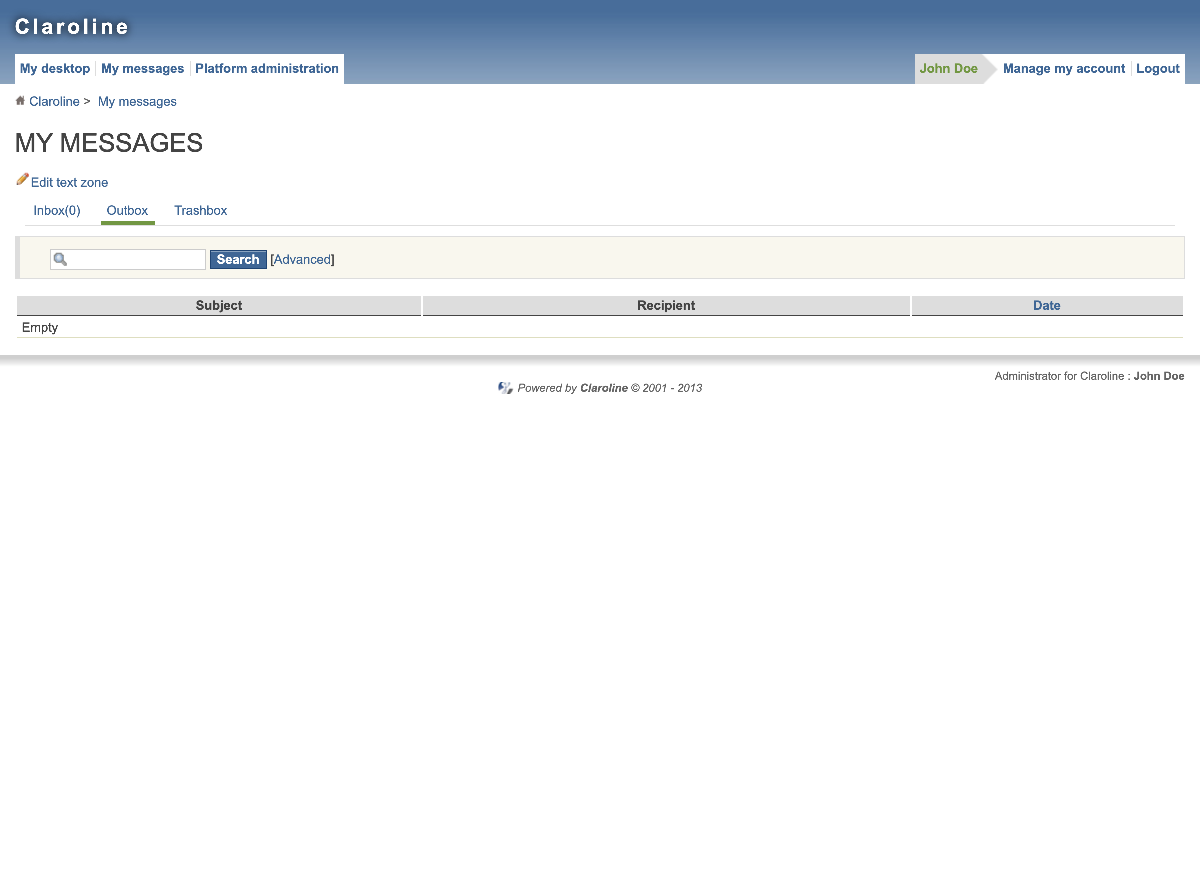 Claroline
My desktop My messages Platform administration John Doe Manage my account Logout
Claroline > My messages
MY MESSAGES
Edit text zone
Inbox(0) Outbox Trashbox
Search [Advanced]
Subject Recipient Date
Empty
Administrator for Claroline : John Doe
Powered by Claroline © 2001 - 2013